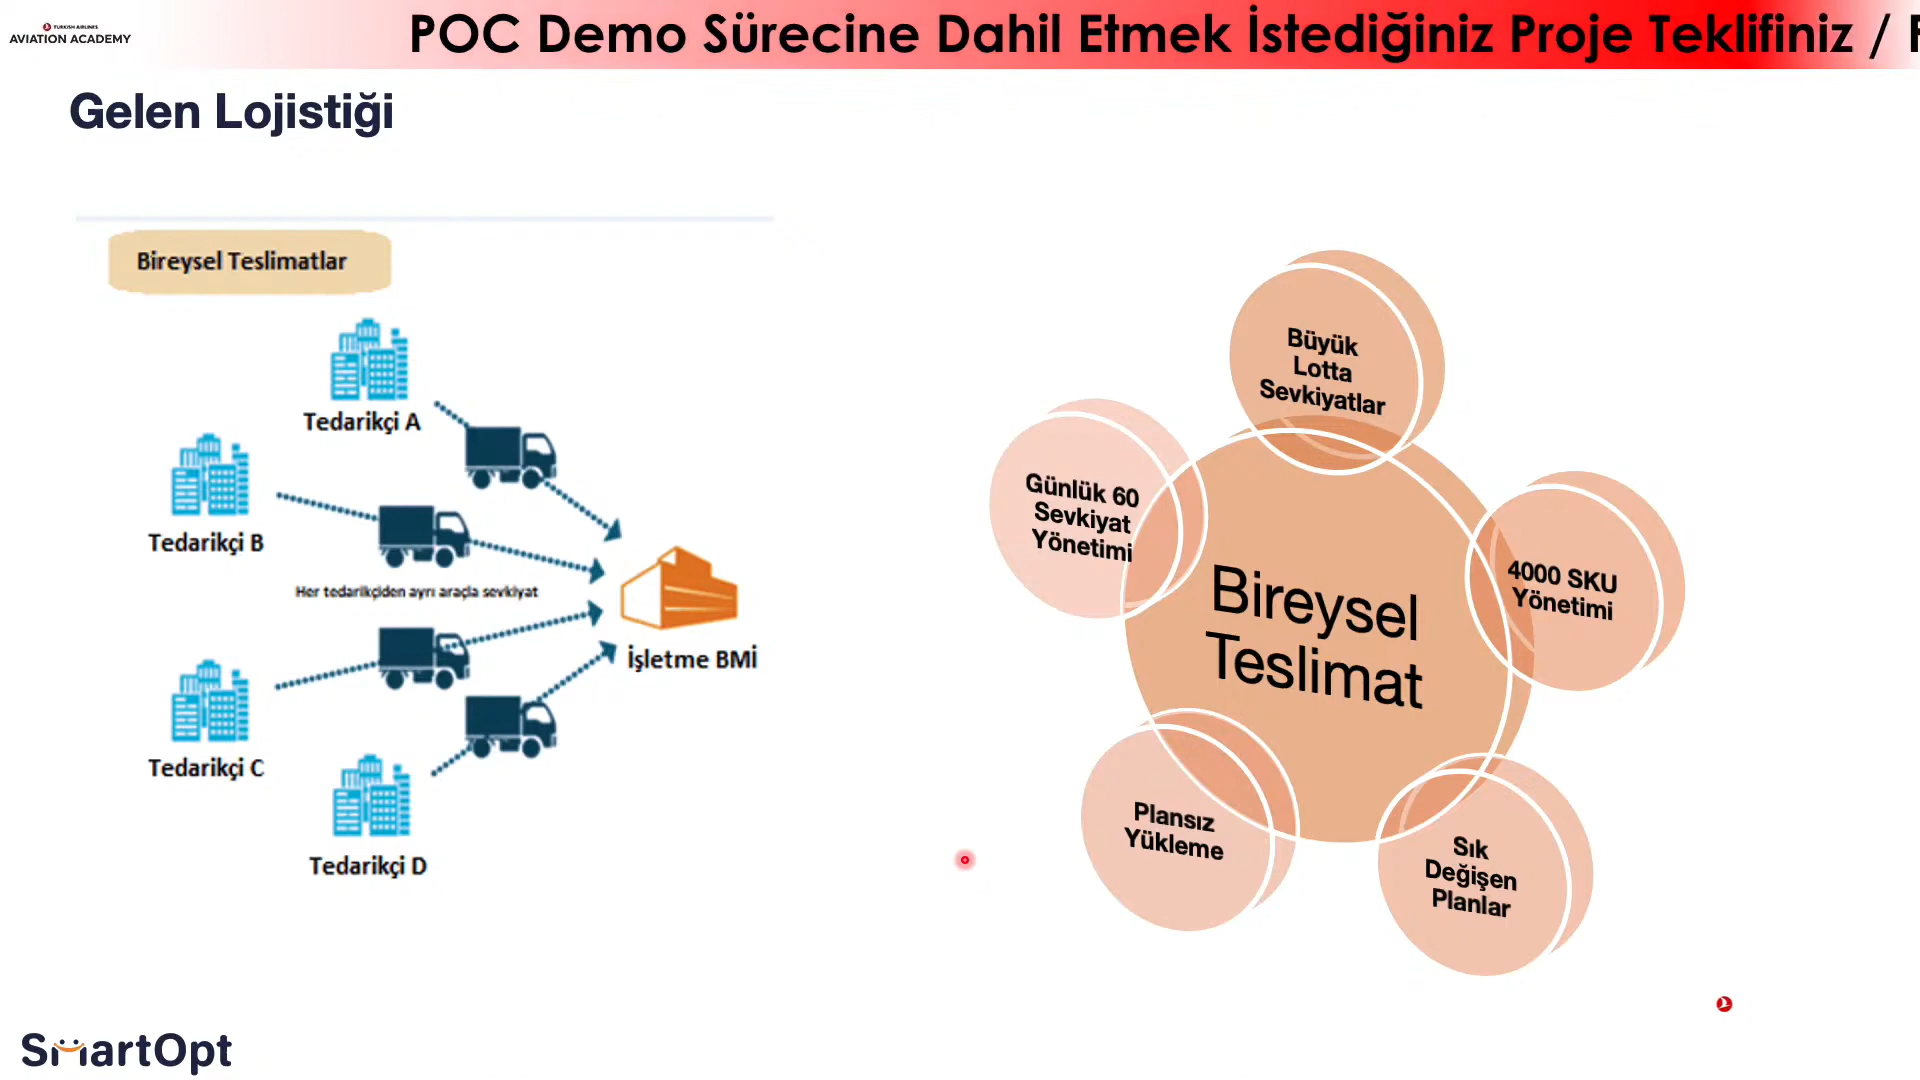 TURKISH AIRLINES
AVIATION ACADEMY
POC Demo Sürecine Dahil Etmek İstediğiniz Proje Teklifiniz /
Gelen Lojistiği
Bireysel Teslimatlar
Tedarikçi A
Tedarikçi B
Her tedarikçiden ayrı araçla sevkiyat
İşletme BMİ
Tedarikçi C
Tedarikçi D
Büyük
Lotta
Sevkiyatlar
Günlük 60
Sevkiyat
Yönetimi
4000 SKU
Yönetimi
Bireysel
Teslimat
Plansız
Yükleme
Sık
Değişen
Planlar
SmartOpt